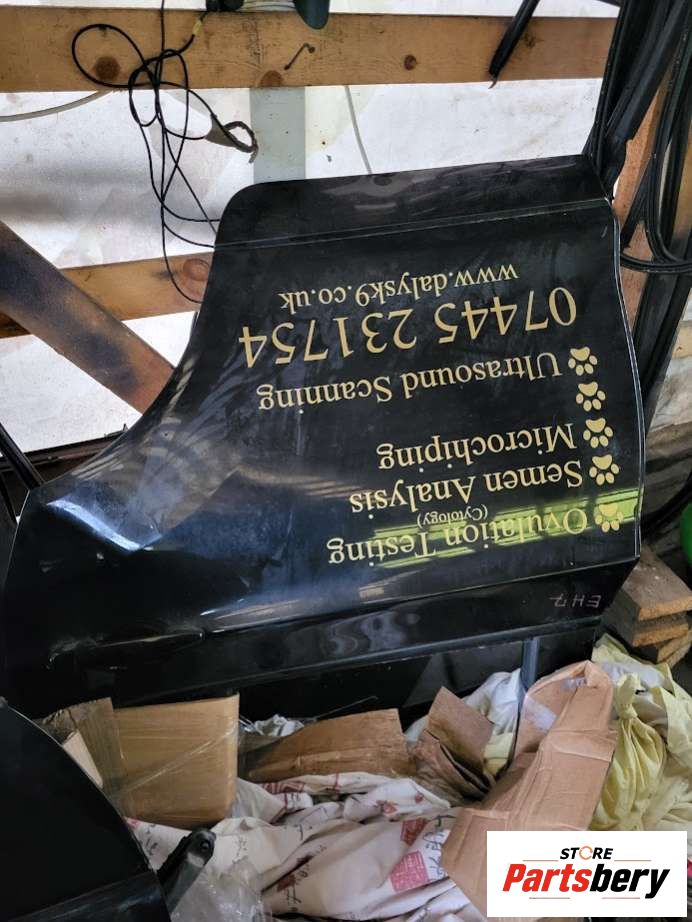 Ovulation Testing
(Cytology)
Semen Analysis
Microchiping
Ultrasound Scanning
07445 231754
www.dalysk9.co.uk
EH7
STORE
Partsbery